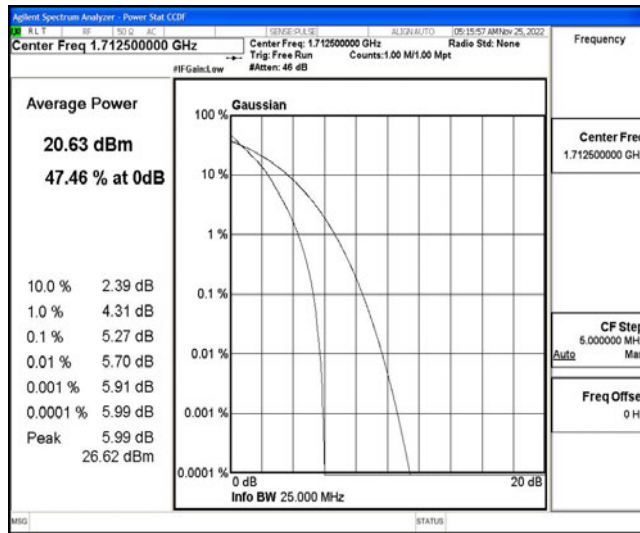 Agilent Spectrum Analyzer - Power Stat CCDF
RLT RF 50 Ω AC SENSE:PULSE ALIGN AUTO 05:15:57 AM Nov 25, 2022
Center Freq 1.712500000 GHz Center Freq: 1.712500000 GHz Radio Std: None
Trig: Free Run Counts:1.00 M/1.00 Mpt
#IFGain:Low #Atten: 46 dB
Frequency
Average Power
20.63 dBm
47.46 % at 0dB
10.0 % 2.39 dB
1.0 % 4.31 dB
0.1 % 5.27 dB
0.01 % 5.70 dB
0.001 % 5.91 dB
0.0001 % 5.99 dB
Peak 5.99 dB
26.62 dBm
Gaussian
100 %
10 %
1 %
0.1 %
0.01 %
0.001 %
0.0001 %
0 dB 20 dB
Info BW 25.000 MHz
Center Freq
1.712500000 GH
CF Step
5.000000 MH
Auto Ma
Freq Offse
0 H
MSG STATUS